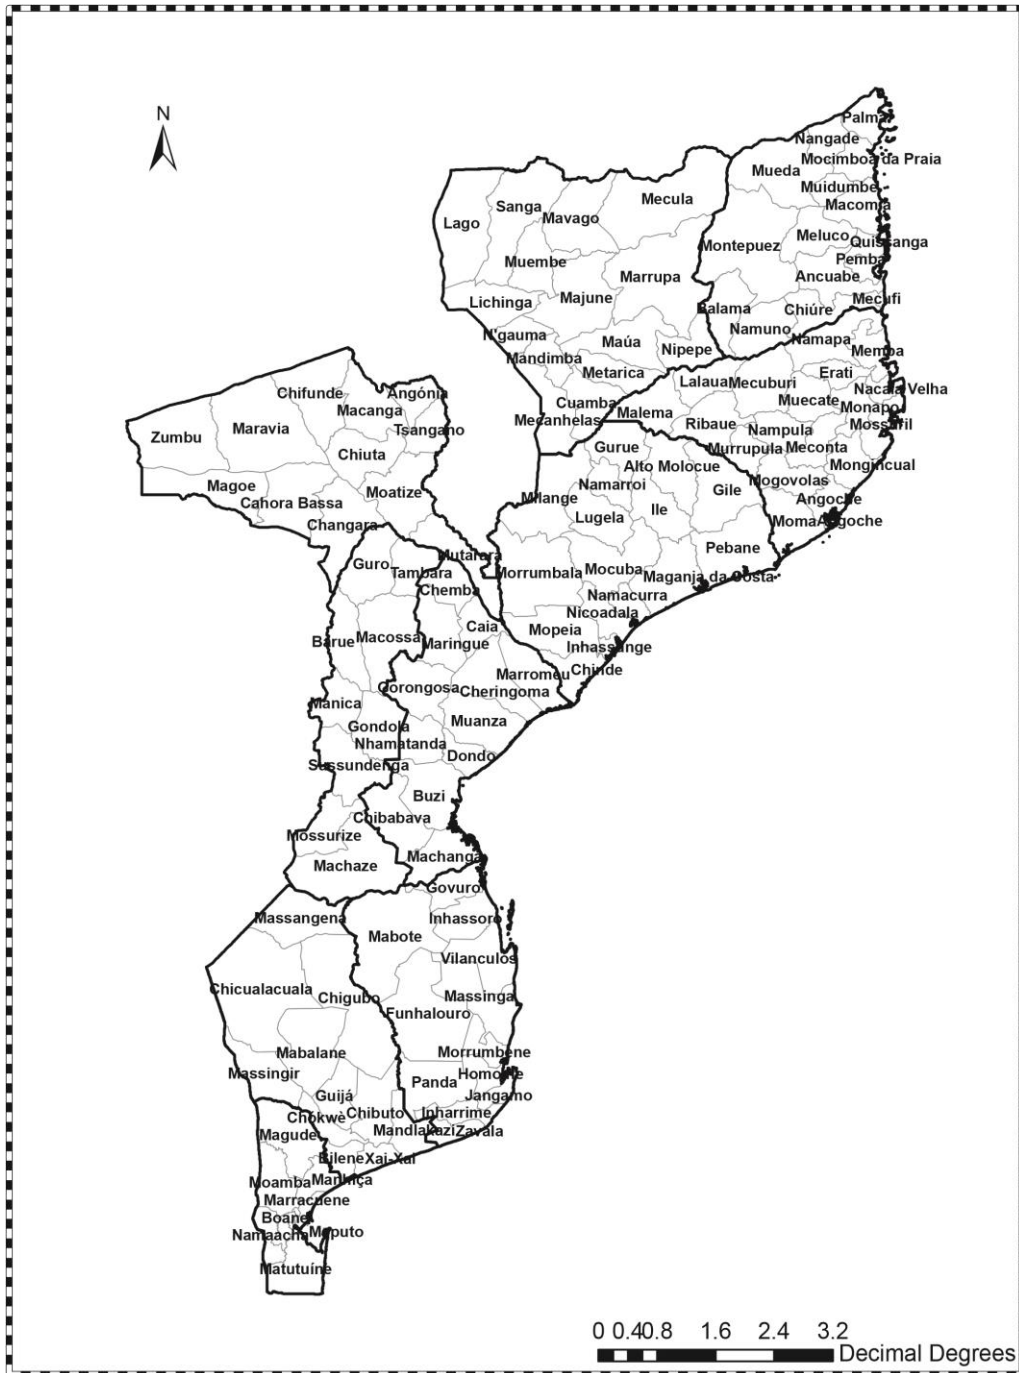 N
Palma
Nangade
Mocimboa da Praia
Mueda
Muidumbe
Mecula
Macomia
Sanga
Mavago
Lago
Meluco
Quissanga
Montepuez
Pemba
Muembe
Ancuabe
Marrupa
Majune
Mecufi
Lichinga
Balama
Chiúre
Namuno
N'gauma
Namapa
Maúa
Nipepe
Memba
Mandimba
Metarica
Erati
Lalaua
Mecuburi
Nacala Velha
Chifunde
Angónia
Muecate
Cuamba
Monapo
Macanga
Malema
Mecanhelas
Ribaue
Mossuril
Maravia
Tsangano
Nampula
Zumbu
Gurue
Murrupula
Meconta
Chiuta
Alto Molocue
Mongincual
Magoe
Namarroi
Mogovolas
Moatize
Gile
Milange
Angoche
Cahora Bassa
Ile
Lugela
Moma
Angoche
Changara
Pebane
Mutarara
Guro
Tambara
Morrumbala
Mocuba
Maganja da Costa
Chemba
Namacurra
Nicoadala
Caia
Mopeia
Barue
Macossa
Maringue
Inhassunge
Marromeu
Chinde
Gorongosa
Cheringoma
Manica
Muanza
Gondola
Nhamatanda
Dondo
Sussundenga
Buzi
Chibabava
Mossurize
Machanga
Machaze
Govuro
Massangena
Inhassoro
Mabote
Vilanculos
Chicualacuala
Chigubo
Massinga
Funhalouro
Mabalane
Morrumbene
Massingir
Panda
Homoine
Guijá
Jangamo
Chókwè
Chibuto
Inharrime
Magude
Mandlakazi
Zavala
Bilene
Xai-Xai
Moamba
Manhiça
Marracuene
Boane
Namaacha
Maputo
Matutuíne
0 0.40.8 1.6 2.4 3.2
Decimal Degrees